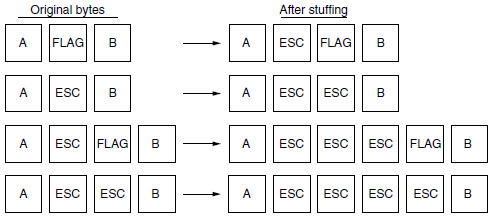 Original bytes After stuffing
A FLAG B A ESC FLAG B
A ESC B A ESC ESC B
A ESC FLAG B A ESC ESC ESC FLAG B
A ESC ESC B A ESC ESC ESC ESC B